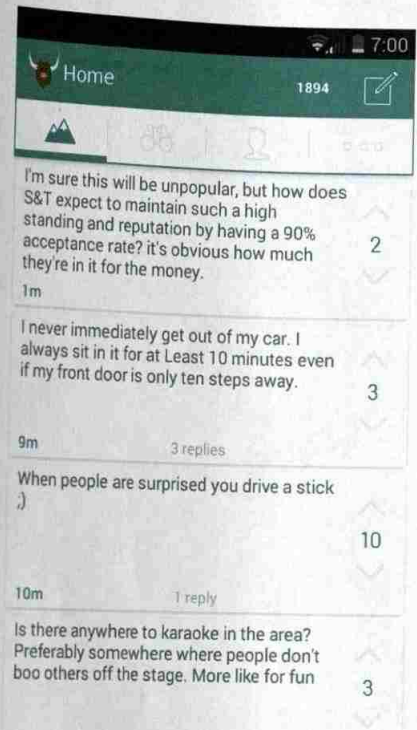 7:00
Home
1894
I'm sure this will be unpopular, but how does
S&T expect to maintain such a high
standing and reputation by having a 90%
acceptance rate? it's obvious how much
they're in it for the money.
2
1m
I never immediately get out of my car. I
always sit in it for at Least 10 minutes even
if my front door is only ten steps away.
3
9m
3 replies
When people are surprised you drive a stick
;)
10
10m
1 reply
Is there anywhere to karaoke in the area?
Preferably somewhere where people don't
boo others off the stage. More like for fun
3